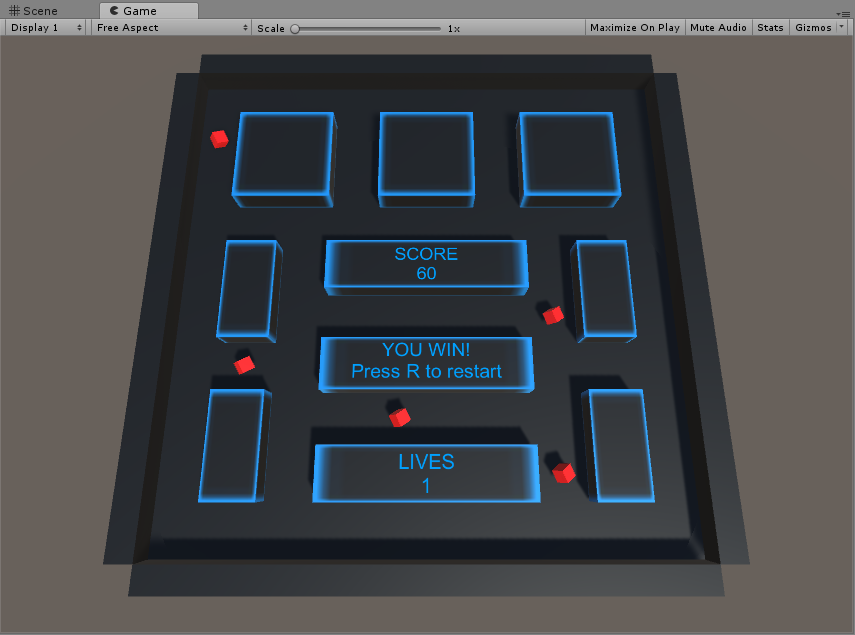 Scene
Game
Display 1
Free Aspect
Scale
1x
Maximize On Play
Mute Audio
Stats
Gizmos
SCORE
60
YOU WIN!
Press R to restart
LIVES
1